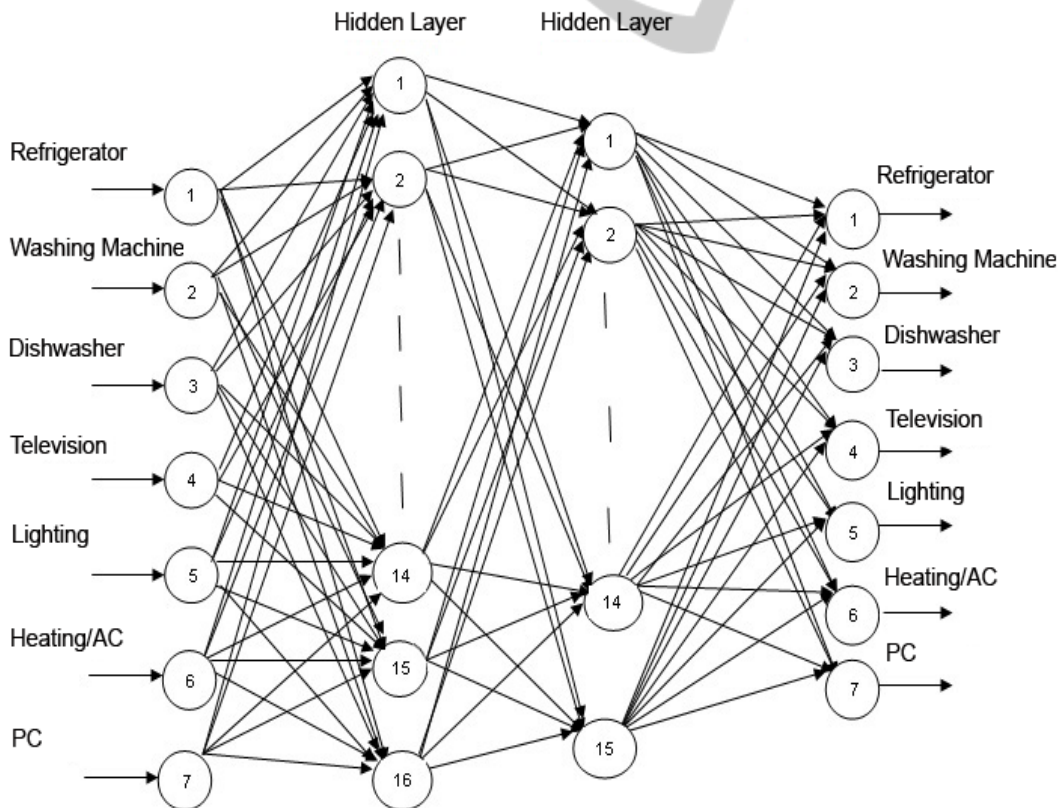 Hidden Layer
Hidden Layer
Refrigerator
Washing Machine
Dishwasher
Television
Lighting
Heating/AC
PC
1
2
3
4
5
6
7
1
2
14
15
16
1
2
14
15
1
2
3
4
5
6
7
Refrigerator
Washing Machine
Dishwasher
Television
Lighting
Heating/AC
PC